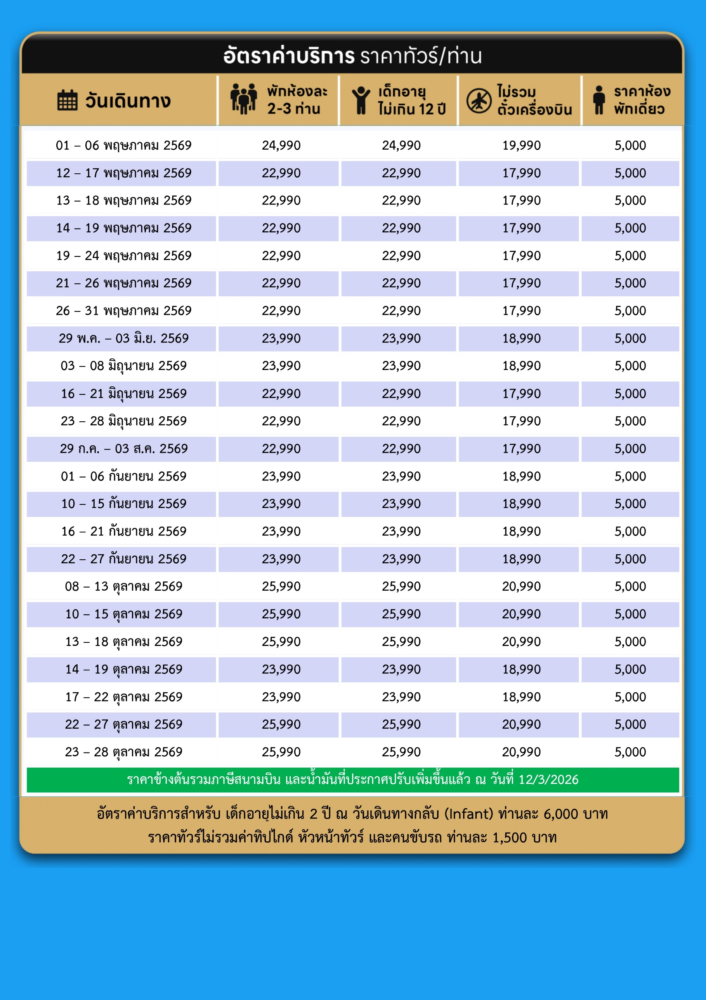 อัตราค่าบริการ ราคาทัวร์/ท่าน
วันเดินทาง พักห้องละ 2-3 ท่าน เด็กอายุ ไม่เกิน 12 ปี ไม่รวม ตั๋วเครื่องบิน ราคาห้อง พักเดี่ยว
01 – 06 พฤษภาคม 2569 24,990 24,990 19,990 5,000
12 – 17 พฤษภาคม 2569 22,990 22,990 17,990 5,000
13 – 18 พฤษภาคม 2569 22,990 22,990 17,990 5,000
14 – 19 พฤษภาคม 2569 22,990 22,990 17,990 5,000
19 – 24 พฤษภาคม 2569 22,990 22,990 17,990 5,000
21 – 26 พฤษภาคม 2569 22,990 22,990 17,990 5,000
26 – 31 พฤษภาคม 2569 22,990 22,990 17,990 5,000
29 พ.ค. – 03 มิ.ย. 2569 23,990 23,990 18,990 5,000
03 – 08 มิถุนายน 2569 23,990 23,990 18,990 5,000
16 – 21 มิถุนายน 2569 22,990 22,990 17,990 5,000
23 – 28 มิถุนายน 2569 22,990 22,990 17,990 5,000
29 ก.ค. – 03 ส.ค. 2569 22,990 22,990 17,990 5,000
01 – 06 กันยายน 2569 23,990 23,990 18,990 5,000
10 – 15 กันยายน 2569 23,990 23,990 18,990 5,000
16 – 21 กันยายน 2569 23,990 23,990 18,990 5,000
22 – 27 กันยายน 2569 23,990 23,990 18,990 5,000
08 – 13 ตุลาคม 2569 25,990 25,990 20,990 5,000
10 – 15 ตุลาคม 2569 25,990 25,990 20,990 5,000
13 – 18 ตุลาคม 2569 25,990 25,990 20,990 5,000
14 – 19 ตุลาคม 2569 23,990 23,990 18,990 5,000
17 – 22 ตุลาคม 2569 23,990 23,990 18,990 5,000
22 – 27 ตุลาคม 2569 25,990 25,990 20,990 5,000
23 – 28 ตุลาคม 2569 25,990 25,990 20,990 5,000
ราคาข้างต้นรวมภาษีสนามบิน และน้ำมันที่ประกาศปรับเพิ่มขึ้นแล้ว ณ วันที่ 12/3/2026
อัตราค่าบริการสำหรับ เด็กอายุไม่เกิน 2 ปี ณ วันเดินทางกลับ (Infant) ท่านละ 6,000 บาท
ราคาทัวร์ไม่รวมค่าทิปไกด์ หัวหน้าทัวร์ และคนขับรถ ท่านละ 1,500 บาท